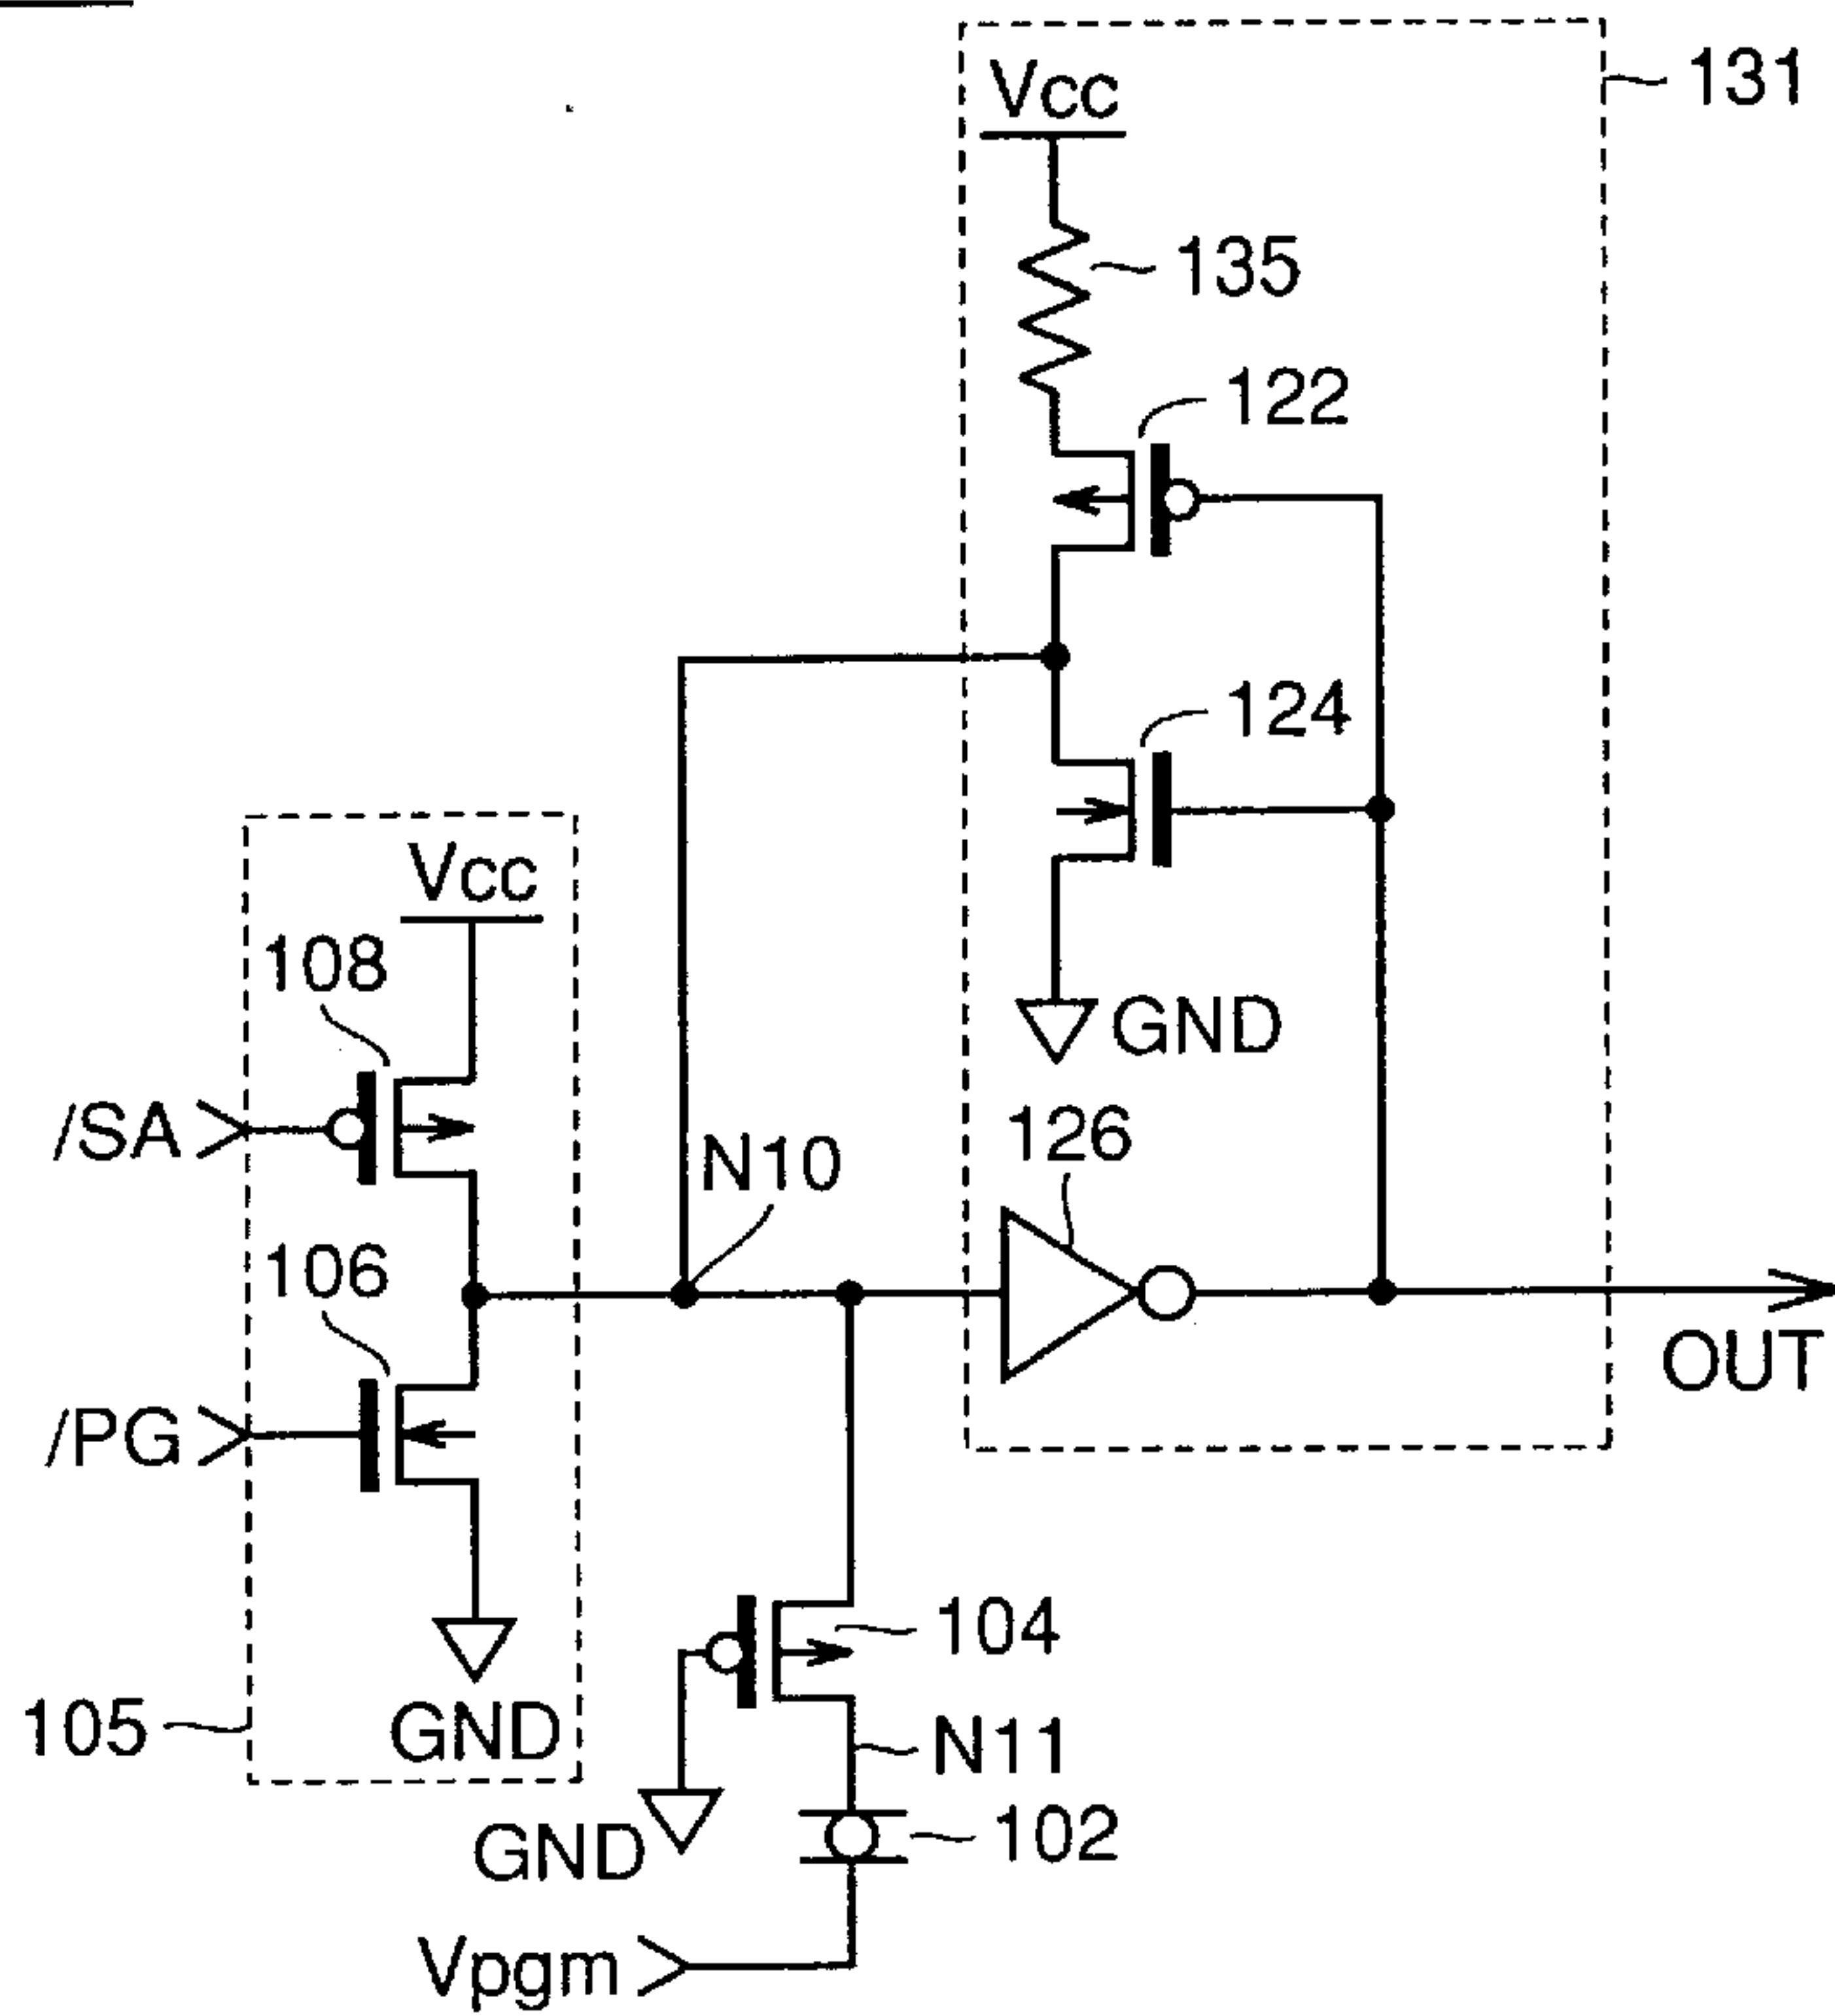 Vcc
131
135
122
124
Vcc
108
GND
/SA
N10
126
106
OUT
/PG
104
105
GND
N11
GND
102
Vpgm